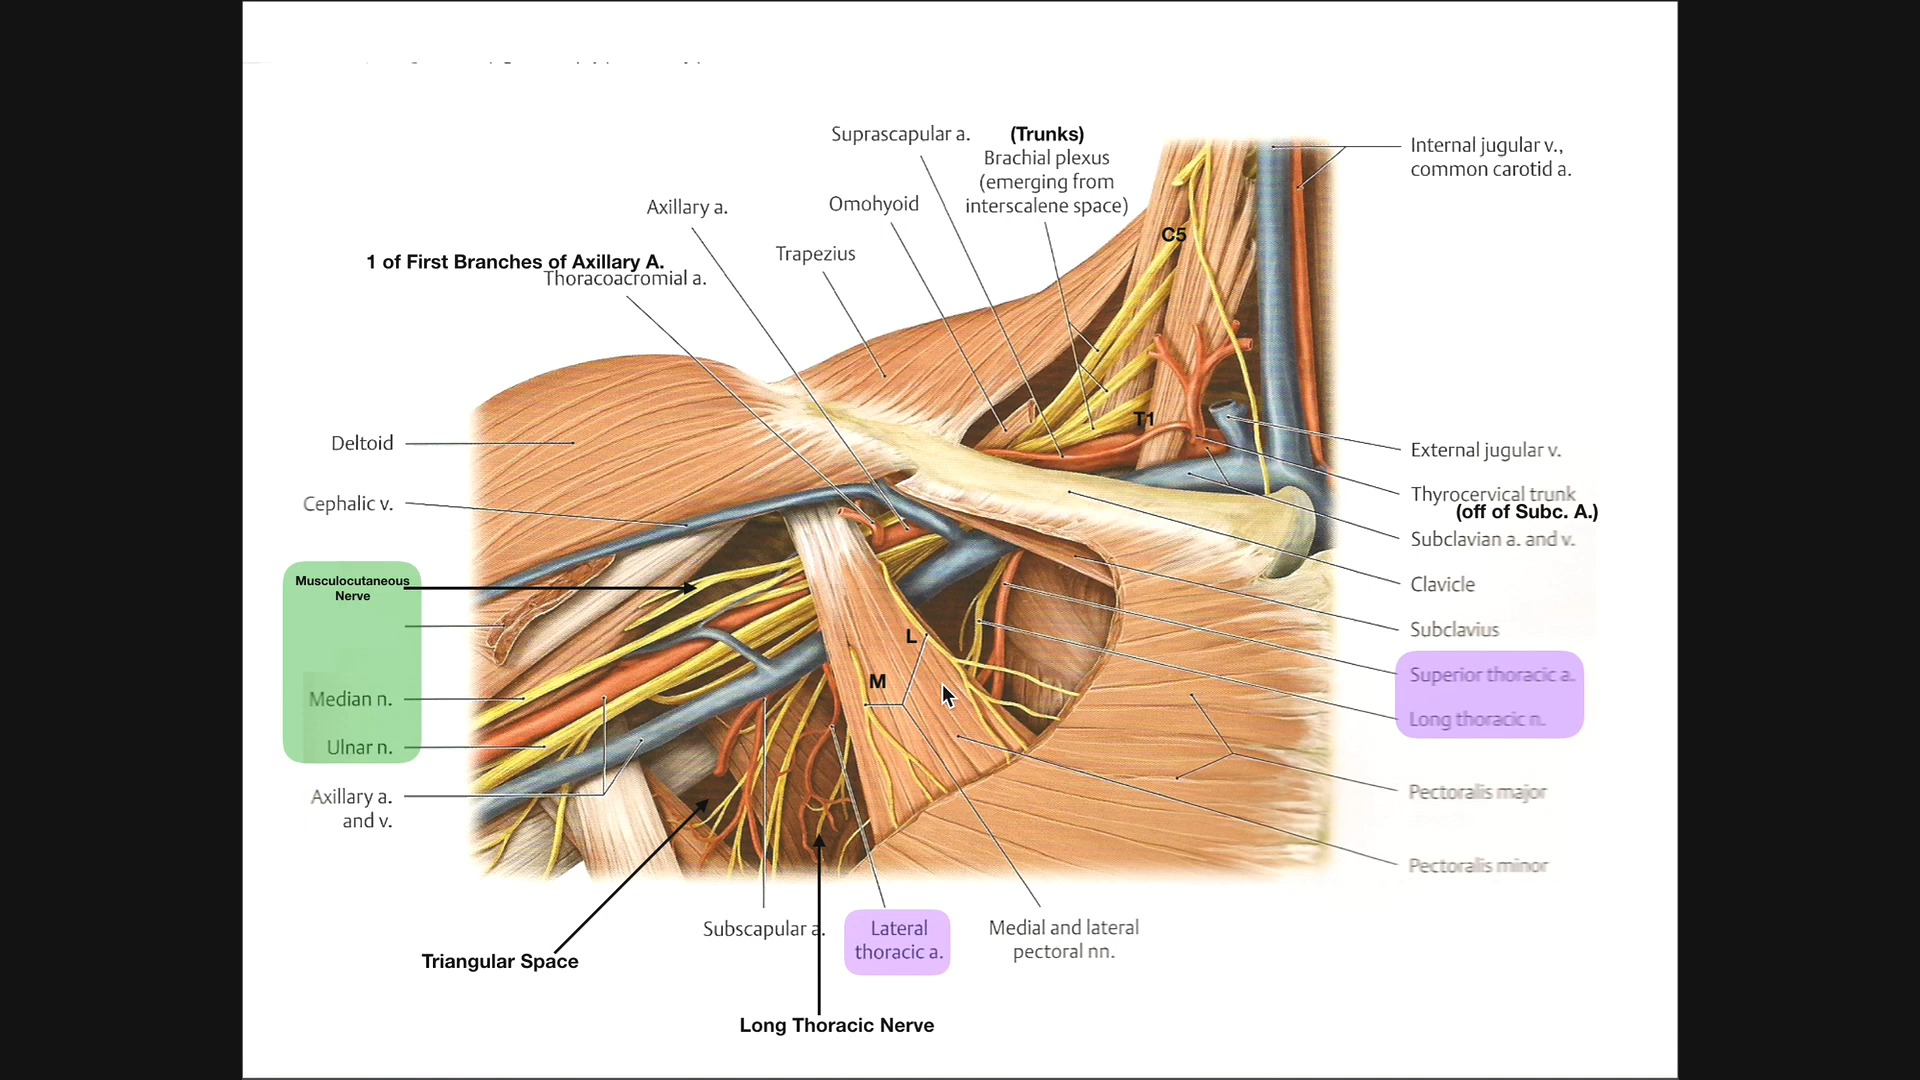 Suprascapular a.
(Trunks)
Brachial plexus
(emerging from
interscalene space)
Internal jugular v.,
common carotid a.
Axillary a.
Omohyoid
Trapezius
1 of First Branches of Axillary A.
Thoracoacromial a.
C5
T1
Deltoid
Cephalic v.
External jugular v.
Thyrocervical trunk
(off of Subc. A.)
Subclavian a. and v.
Clavicle
Musculocutaneous
Nerve
Subclavius
L
M
Superior thoracic a.
Long thoracic n.
Median n.
Ulnar n.
Axillary a.
and v.
Pectoralis major
Pectoralis minor
Subscapular a.
Lateral
thoracic a.
Medial and lateral
pectoral nn.
Triangular Space
Long Thoracic Nerve